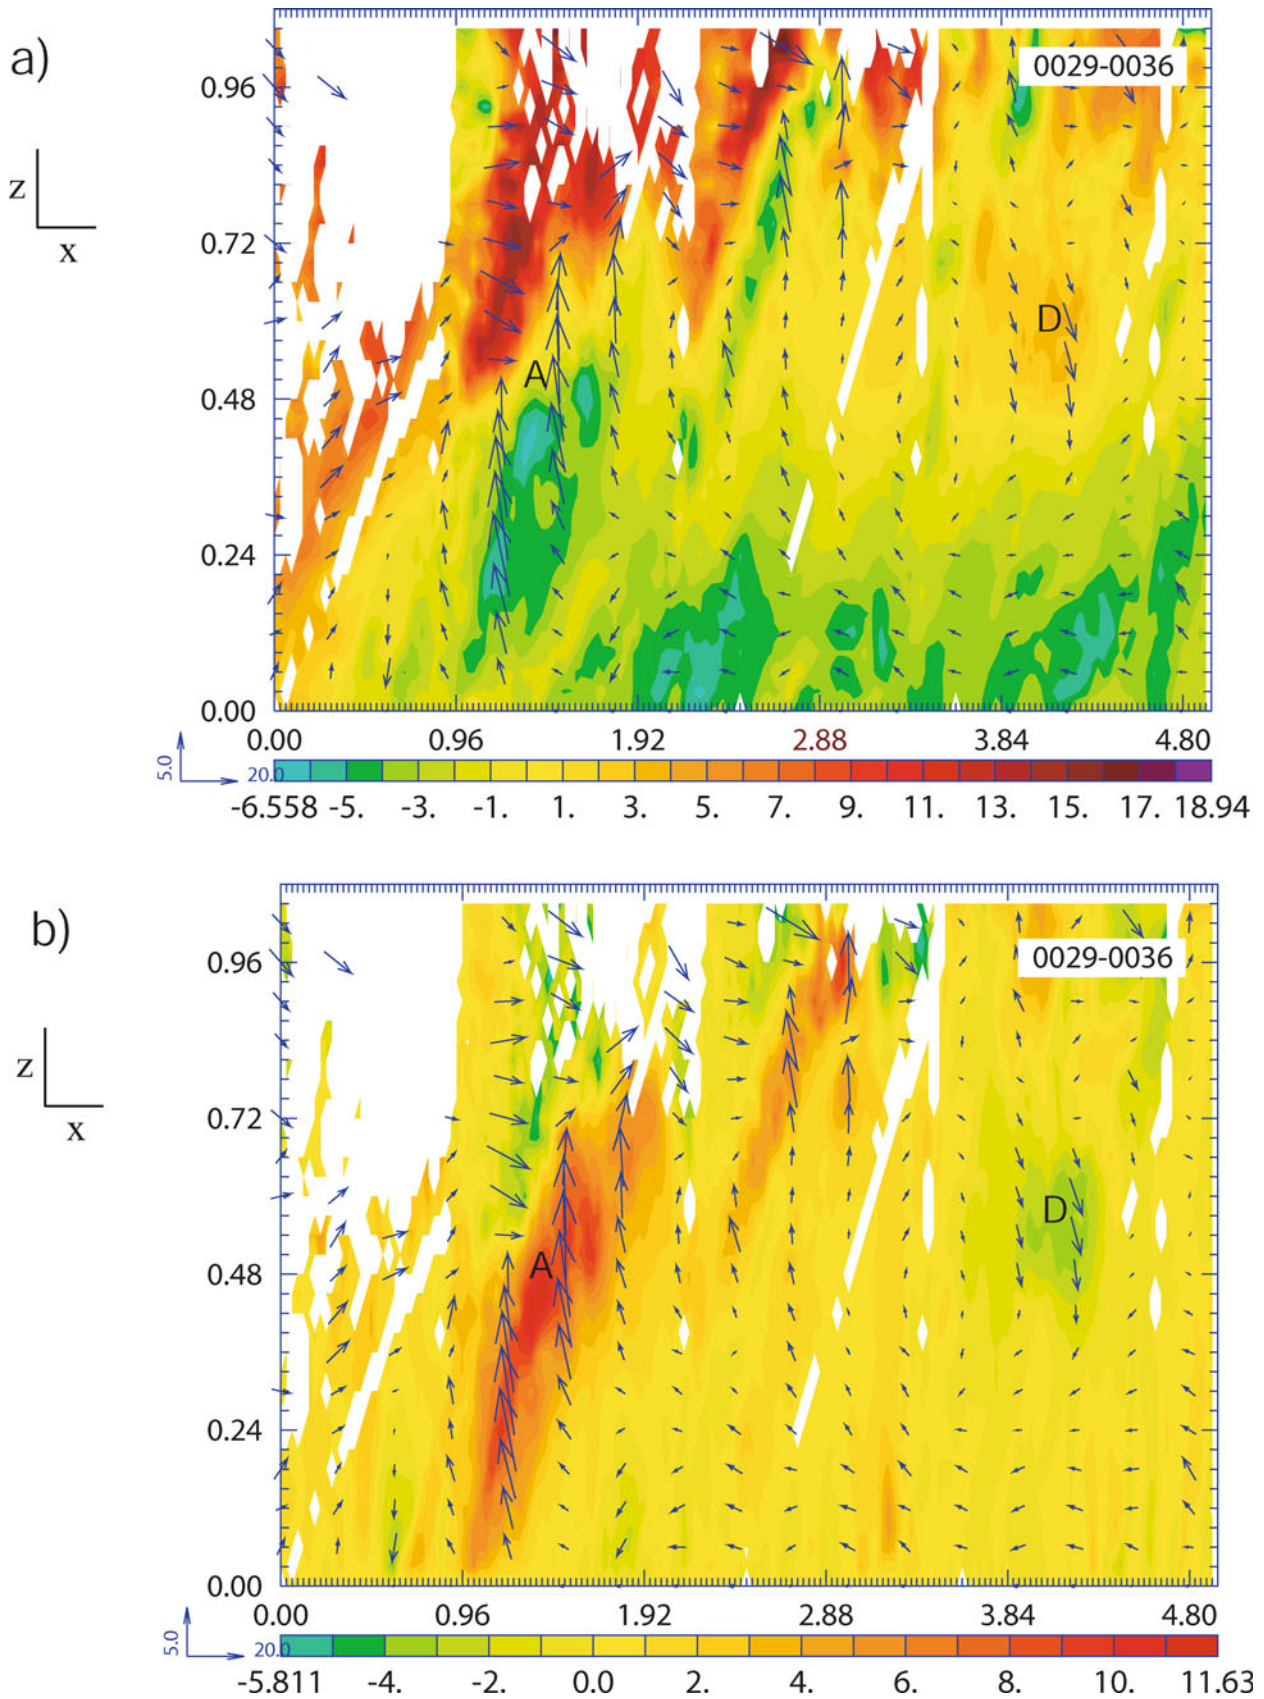 a)
0029-0036
0.96
z
x
0.72
D
A
0.48
0.24
0.00
0.00 0.96 1.92 2.88 3.84 4.80
5.0
20.0
-6.558 -5. -3. -1. 1. 3. 5. 7. 9. 11. 13. 15. 17. 18.94
b)
0029-0036
0.96
z
x
0.72
D
A
0.48
0.24
0.00
0.00 0.96 1.92 2.88 3.84 4.80
5.0
20.0
-5.811 -4. -2. 0.0 2. 4. 6. 8. 10. 11.63